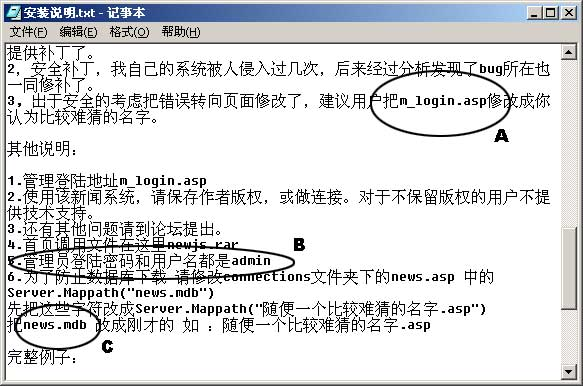 安装说明.txt - 记事本
文件(F) 编辑(E) 格式(O) 帮助(H)
提供补丁了。
2, 安全补丁，我自己的系统被人侵入过几次，后来经过分析发现了bug所在也
一同修补了。
3, 出于安全的考虑把错误转向页面修改了，建议用户把m_login.asp修改成你
认为比较难猜的名字。
A
其他说明：
1.管理登陆地址m_login.asp
2.使用该新闻系统，请保存作者版权，或做连接。对于不保留版权的用户不提
供技术支持。
3.还有其他问题请到论坛提出。
4.首页调用文件在这里newjs.rar
B
5.管理员登陆密码和用户名都是admin
6.为了防止数据库下载 请修改connections文件夹下的news.asp 中的
Server.Mappath("news.mdb")
先把这些字符改成Server.Mappath("随便一个比较难猜的名字.asp")
把news.mdb 改成刚才的 如 ：随便一个比较难猜的名字.asp
C
完整例子：